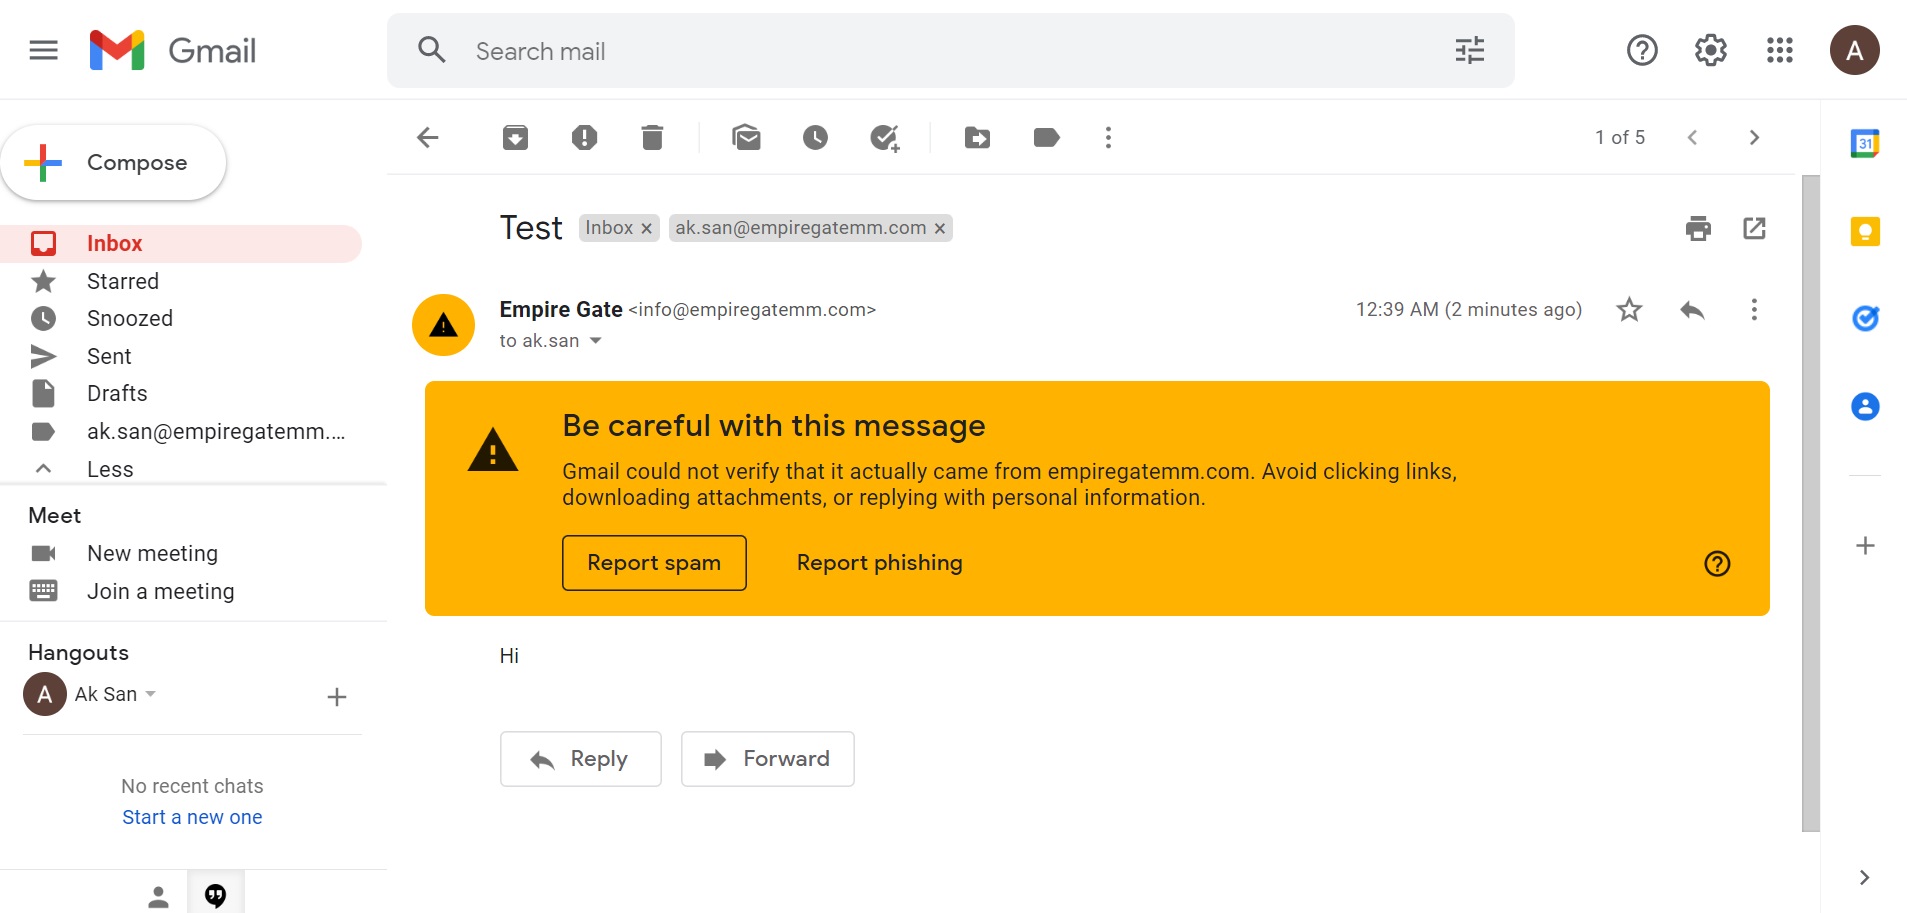 Gmail
Search mail
A
Compose
1 of 5
31
Inbox
Starred
Snoozed
Sent
Drafts
ak.san@empiregatemm....
Less
Meet
New meeting
Join a meeting
Hangouts
A Ak San
No recent chats
Start a new one
Test Inbox × ak.san@empiregatemm.com ×
Empire Gate <info@empiregatemm.com> 12:39 AM (2 minutes ago)
to ak.san
Be careful with this message
Gmail could not verify that it actually came from empiregatemm.com. Avoid clicking links,
downloading attachments, or replying with personal information.
Report spam Report phishing
Hi
Reply Forward